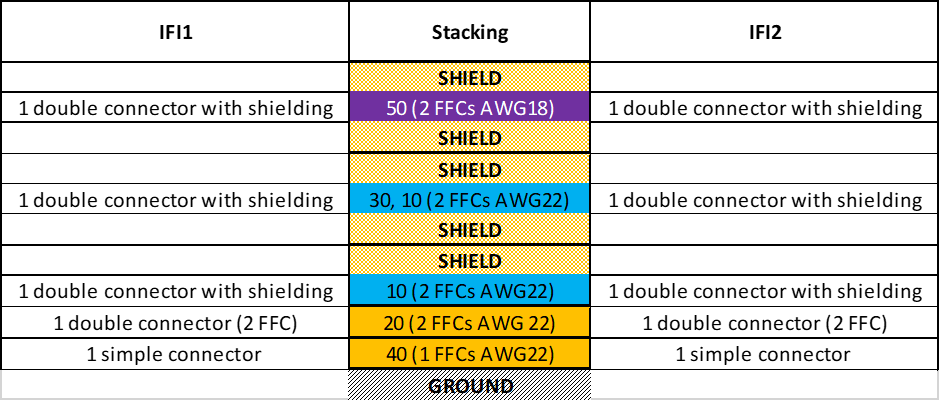 IFI1 Stacking IFI2
SHIELD
1 double connector with shielding 50 (2 FFCs AWG18) 1 double connector with shielding
SHIELD
SHIELD
1 double connector with shielding 30, 10 (2 FFCs AWG22) 1 double connector with shielding
SHIELD
SHIELD
1 double connector with shielding 10 (2 FFCs AWG22) 1 double connector with shielding
1 double connector (2 FFC) 20 (2 FFCs AWG 22) 1 double connector (2 FFC)
1 simple connector 40 (1 FFCs AWG22) 1 simple connector
GROUND